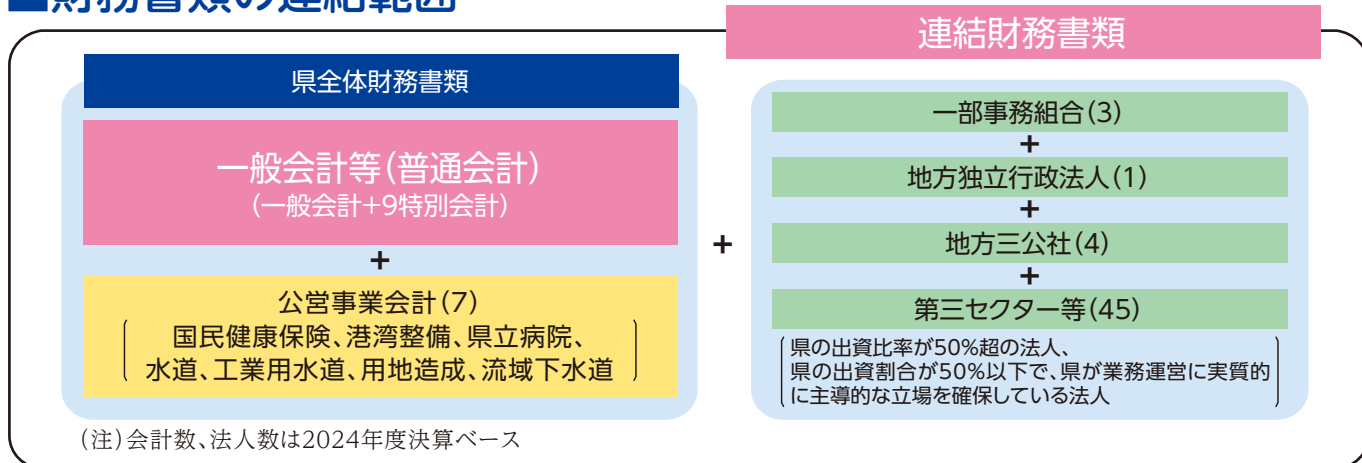 ■財務書類の連結範囲
連結財務書類
県全体財務書類
一般会計等(普通会計)
(一般会計+9特別会計)
+
公営事業会計(7)
国民健康保険、港湾整備、県立病院、
水道、工業用水道、用地造成、流域下水道
+
一部事務組合(3)
+
地方独立行政法人(1)
+
地方三公社(4)
+
第三セクター等(45)
県の出資比率が50%超の法人、
県の出資割合が50%以下で、県が業務運営に実質的
に主導的な立場を確保している法人
(注)会計数、法人数は2024年度決算ベース